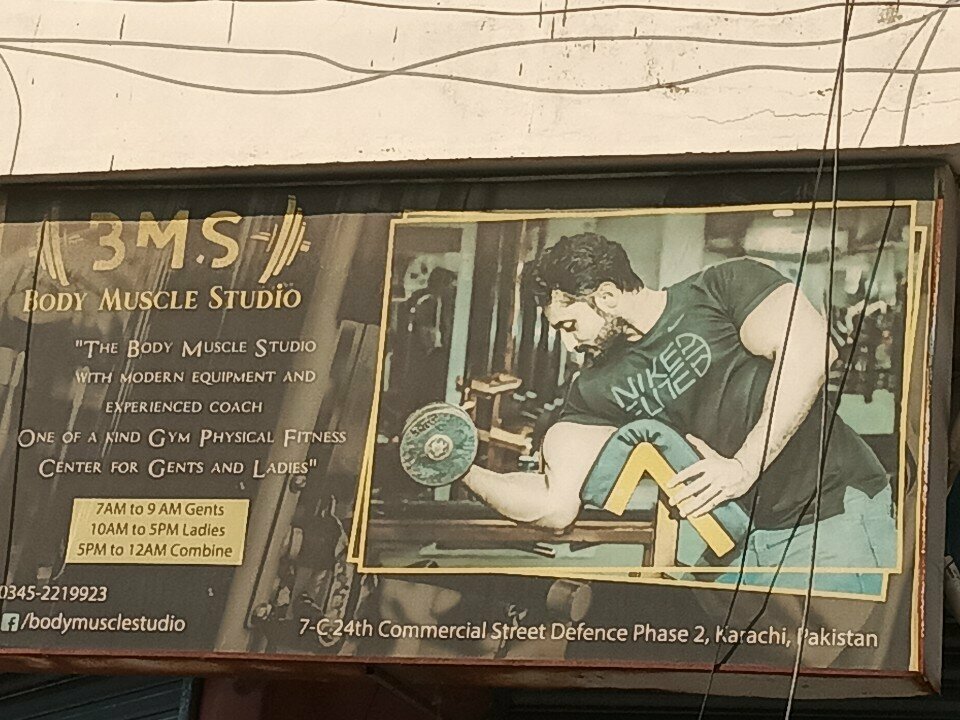 B.M.S
BODY MUSCLE STUDIO
"THE BODY MUSCLE STUDIO
WITH MODERN EQUIPMENT AND
EXPERIENCED COACH
ONE OF A KIND GYM PHYSICAL FITNESS
CENTER FOR GENTS AND LADIES"
7AM to 9 AM Gents
10AM to 5PM Ladies
5PM to 12AM Combine
0345-2219923
f/bodymusclestudio
NIKE
7-C 24th Commercial Street Defence Phase 2, Karachi, Pakistan